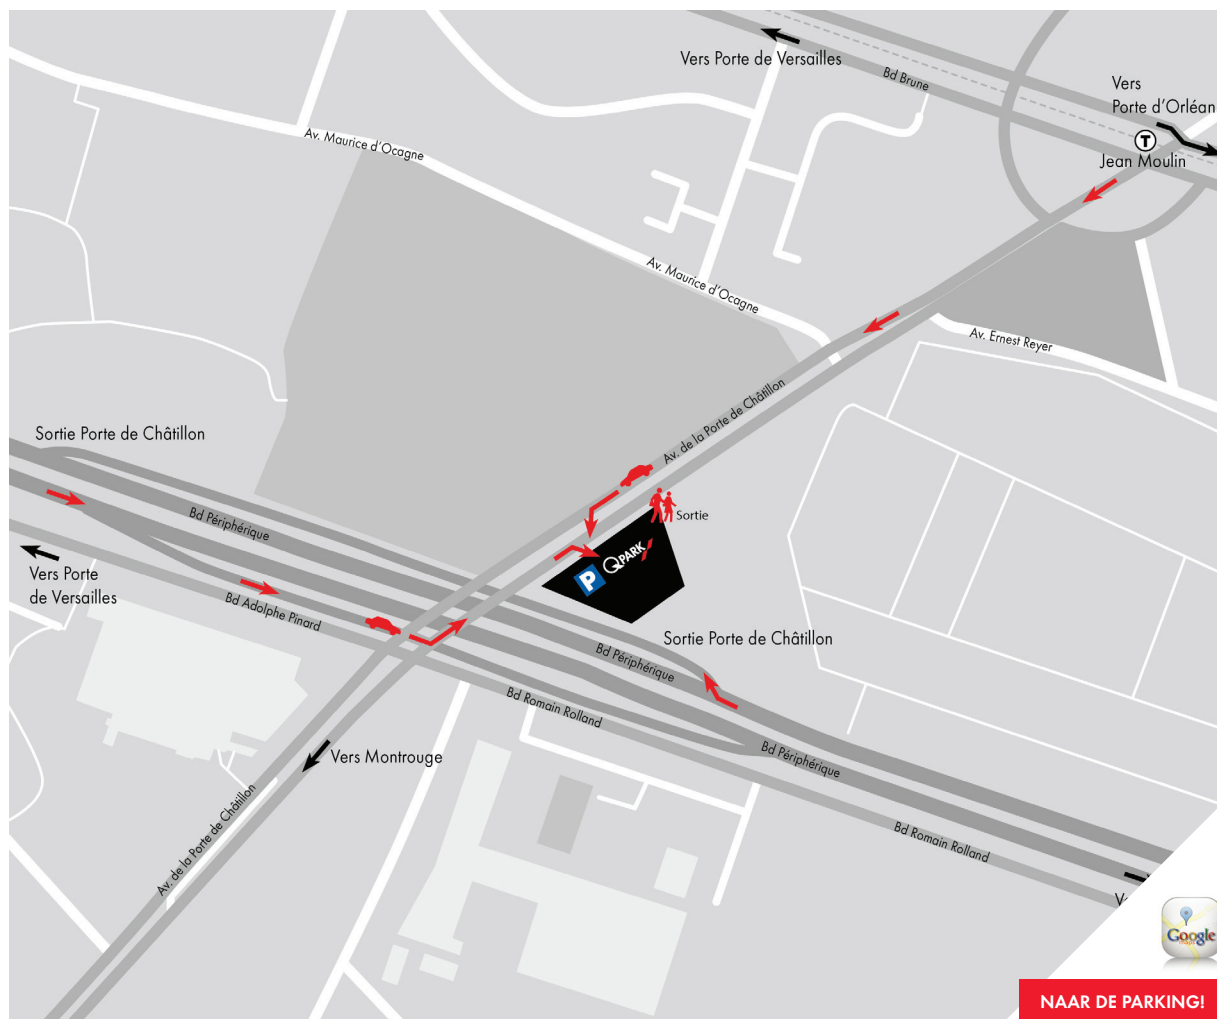 Vers Porte de Versailles
Bd Brune
Vers
Porte d'Orléan
T
Jean Moulin
Av. Maurice d'Ocagne
Av. Maurice d'Ocagne
Av. Ernest Reyer
Av. de la Porte de Châtillon
Sortie Porte de Châtillon
Bd Périphérique
Sortie
P
Q PARK
Vers Porte
de Versailles
Bd Adolphe Pinard
Sortie Porte de Châtillon
Bd Périphérique
Bd Romain Rolland
Vers Montrouge
Bd Périphérique
Av. de la Porte de Châtillon
Bd Romain Rolland
Google
maps
NAAR DE PARKING!